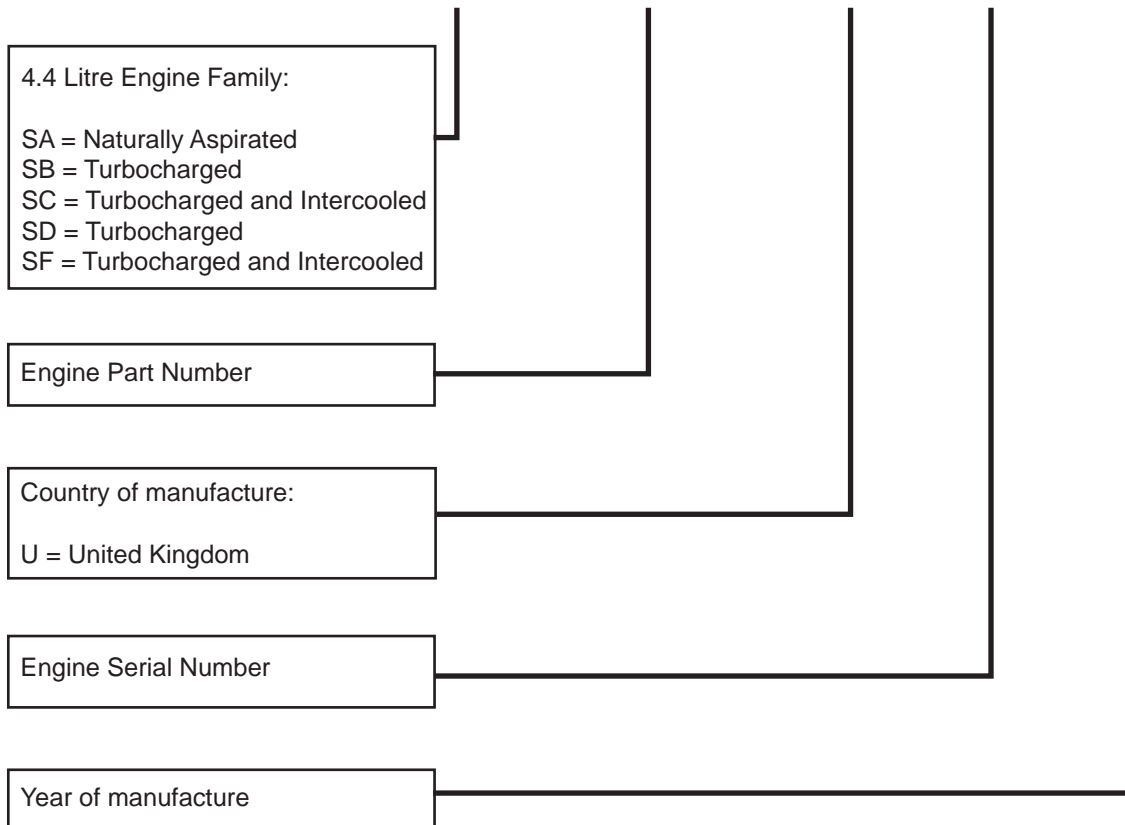 4.4 Litre Engine Family:
SA = Naturally Aspirated
SB = Turbocharged
SC = Turbocharged and Intercooled
SD = Turbocharged
SF = Turbocharged and Intercooled
Engine Part Number
Country of manufacture:
U = United Kingdom
Engine Serial Number
Year of manufacture